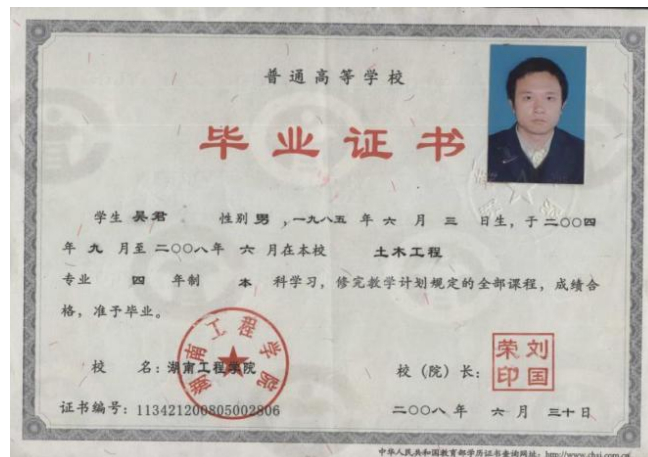 普通高等学校
毕业证书
学生 吴君 性别 男 ,一九八五 年 六 月 三 日生，于 二〇〇四
年 九 月至 二〇〇八年 六 月在本校 土木工程
专业 四 年制 本 科学习，修完教学计划规定的全部课程，成绩合
格，准予毕业。
湖南工程学院
校 名：湖南工程学院
校（院）长：
荣刘
印国
证书编号：113421200805002806
二〇〇八 年 六 月 三十日
中华人民共和国教育部学历证书查询网址：http://www.chsi.com.cn